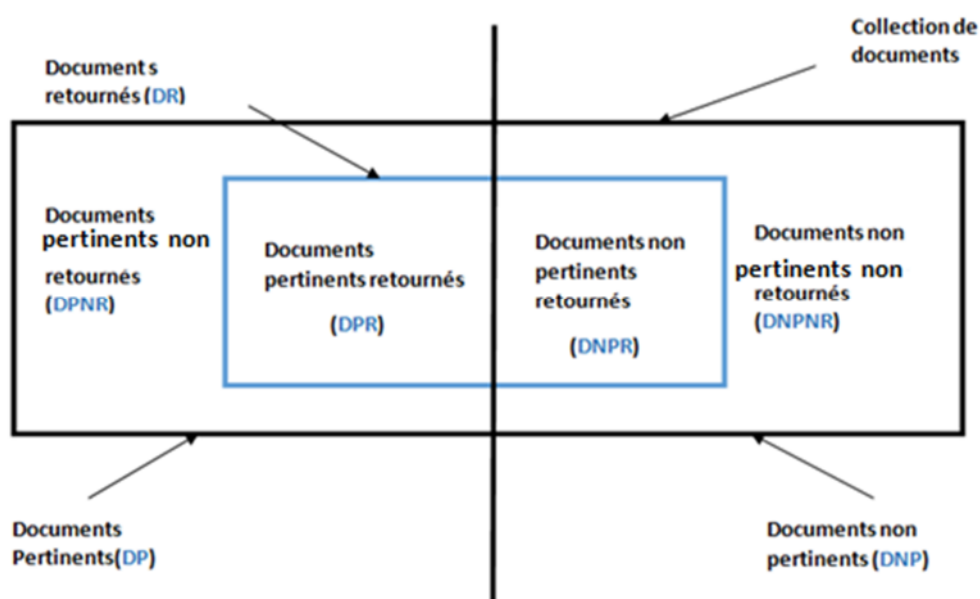 Collection de
documents
Documents
retournés (DR)
Documents
pertinents non
retournés
(DPNR)
Documents
pertinents retournés
(DPR)
Documents non
pertinents
retournés
(DNPR)
Documents non
pertinents non
retournés
(DNPNR)
Documents
Pertinents(DP)
Documents non
pertinents (DNP)